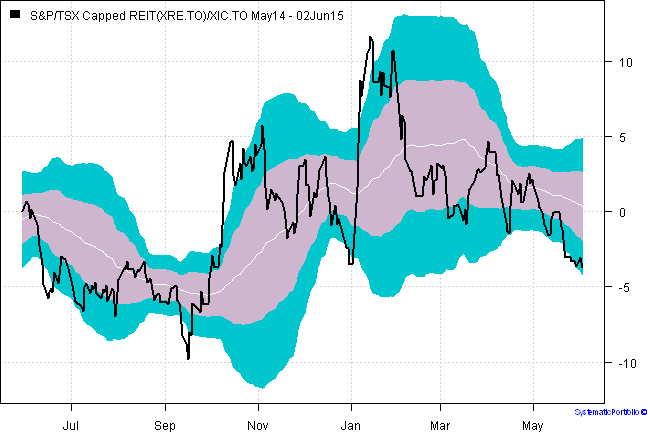 S&P/TSX Capped REIT(XRE.TO)/XIC.TO May14 - 02Jun15
10
5
0
-5
-10
Jul Sep Nov Jan Mar May
SystematicPortfolio ©